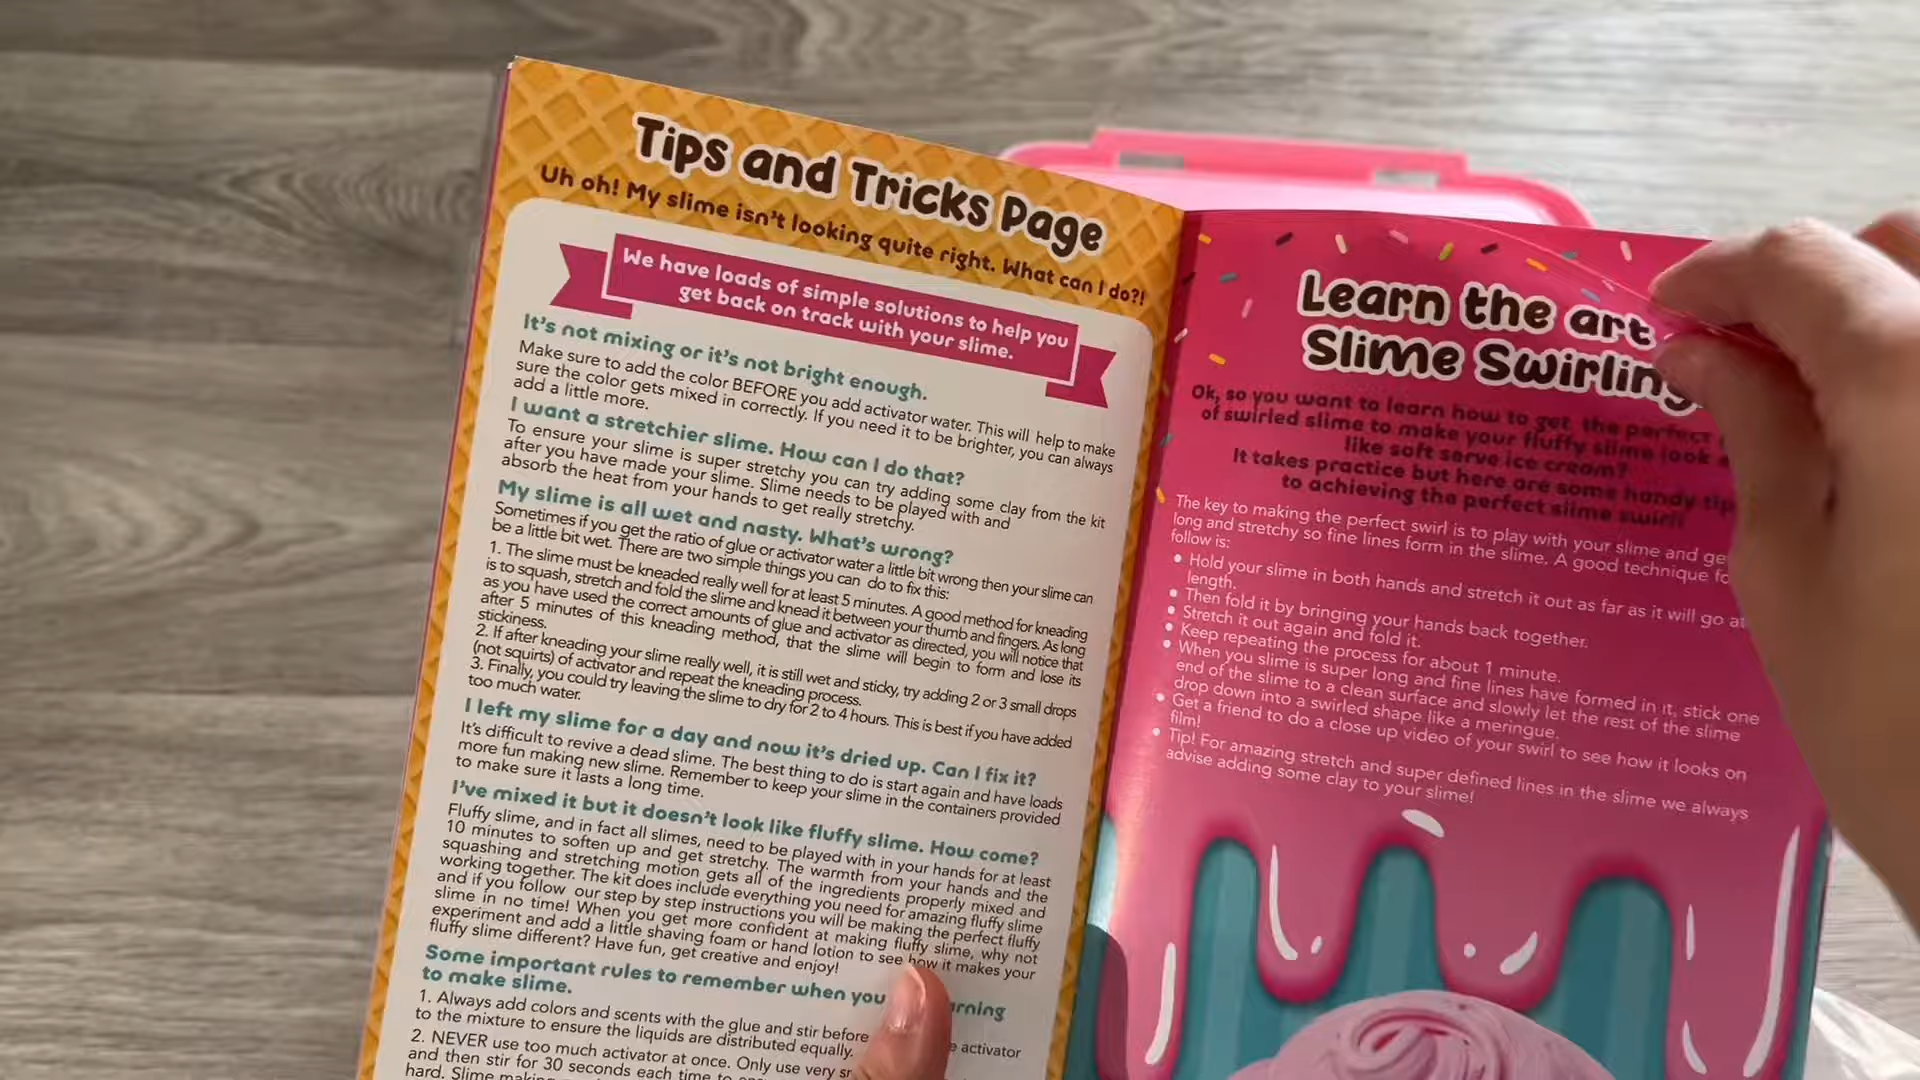 Tips and Tricks Page
Uh oh! My slime isn't looking quite right. What can I do?!
We have loads of simple solutions to help you
get back on track with your slime.
It's not mixing or it's not bright enough.
Make sure to add the color BEFORE you add activator water. This will help to make
sure the color gets mixed in correctly. If you need it to be brighter, you can always
add a little more.
I want a stretchier slime. How can I do that?
To ensure your slime is super stretchy you can try adding some clay from the kit
after you have made your slime. Slime needs to be played with and
absorb the heat from your hands to get really stretchy.
My slime is all wet and nasty. What's wrong?
Sometimes if you get the ratio of glue or activator water a little bit wrong then your slime can
be a little bit wet. There are two simple things you can do to fix this:
1. The slime must be kneaded really well for at least 5 minutes. A good method for kneading
is to squash, stretch and fold the slime and knead it between your thumb and fingers. As long
as you have used the correct amounts of glue and activator as directed, you will notice that
after 5 minutes of this kneading method, that the slime will begin to form and lose its
stickiness.
2. If after kneading your slime really well, it is still wet and sticky, try adding 2 or 3 small drops
(not squirts) of activator and repeat the kneading process.
3. Finally, you could try leaving the slime to dry for 2 to 4 hours. This is best if you have added
too much water.
I left my slime for a day and now it's dried up. Can I fix it?
It's difficult to revive a dead slime. The best thing to do is start again and have loads
more fun making new slime. Remember to keep your slime in the containers provided
to make sure it lasts a long time.
I've mixed it but it doesn't look like fluffy slime. How come?
Fluffy slime, and in fact all slimes, need to be played with in your hands for at least
10 minutes to soften up and get stretchy. The warmth from your hands and the
squashing and stretching motion gets all of the ingredients properly mixed and
working together. The kit does include everything you need for amazing fluffy slime
and if you follow our step by step instructions you will be making the perfect fluffy
slime in no time! When you get more confident at making fluffy slime, why not
experiment and add a little shaving foam or hand lotion to see how it makes your
fluffy slime different? Have fun, get creative and enjoy!
Some important rules to remember when you
to make slime.
1. Always add colors and scents with the glue and stir before activator
to the mixture to ensure the liquids are distributed equally.
2. NEVER use too much activator at once. Only use very
and then stir for 30 seconds each time to
hard. Slime
Learn the art
Slime Swirling
Ok, so you want to learn how to get the perfect
of swirled slime to make your fluffy slime look
like soft serve ice cream?
It takes practice but here are some handy
to achieving the perfect slime swirl!
The key to making the perfect swirl is to play with your slime and
long and stretchy so fine lines form in the slime. A good technique
follow is:
• Hold your slime in both hands and stretch it out as far as it will go
length.
• Then fold it by bringing your hands back together.
• Stretch it out again and fold it.
• Keep repeating the process for about 1 minute.
• When you slime is super long and fine lines have formed in it, stick one
end of the slime to a clean surface and slowly let the rest of the slime
drop down into a swirled shape like a meringue.
• Get a friend to do a close up video of your swirl to see how it looks on
film!
• Tip! For amazing stretch and super defined lines in the slime we always
advise adding some clay to your slime!